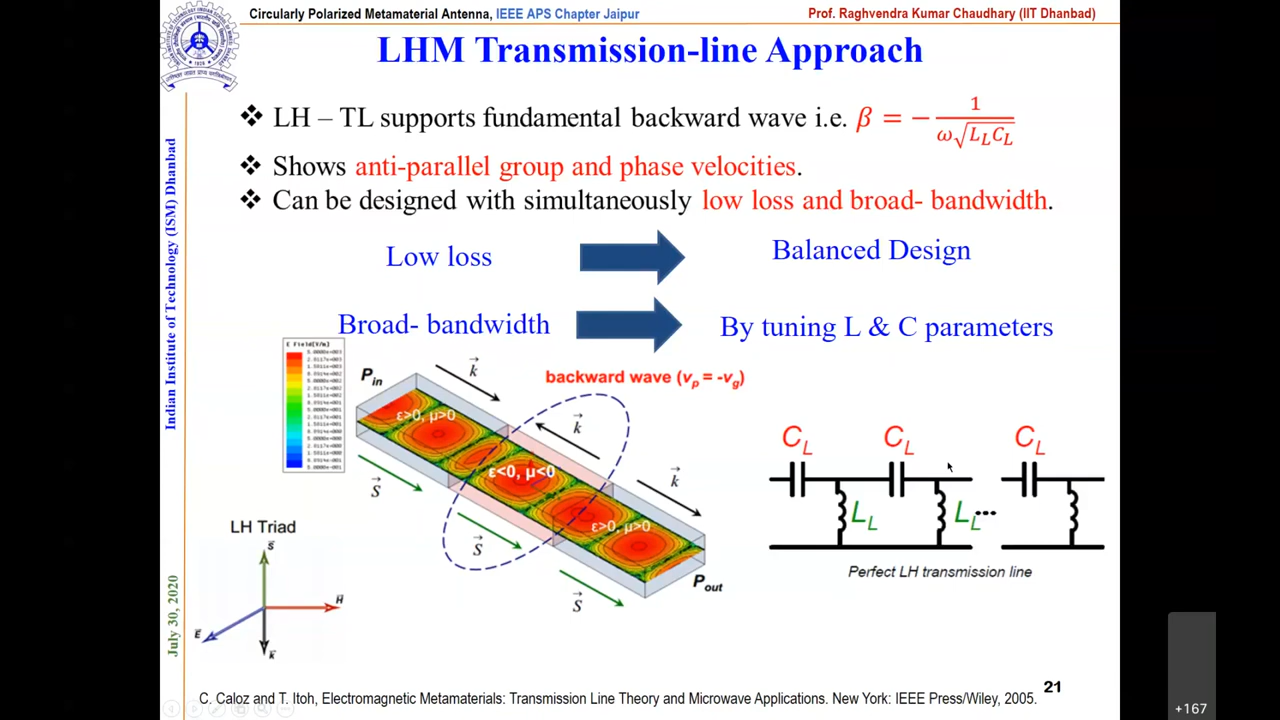 Circularly Polarized Metamaterial Antenna, IEEE APS Chapter Jaipur
Prof. Raghvendra Kumar Chaudhary (IIT Dhanbad)
LHM Transmission-line Approach
❖ LH – TL supports fundamental backward wave i.e. β = − 1 / ω√L_L C_L
❖ Shows anti-parallel group and phase velocities.
❖ Can be designed with simultaneously low loss and broad- bandwidth.
Low loss
Balanced Design
Broad- bandwidth
By tuning L & C parameters
Indian Institute of Technology (ISM) Dhanbad
July 30, 2020
E Field[V/m]
P_in
k
backward wave (v_p = -v_g)
ε>0, μ>0
k
S
ε<0, μ<0
k
ε>0, μ>0
S
P_out
S
LH Triad
S
H
E
k
C_L
C_L
C_L
L_L
L_L
...
Perfect LH transmission line
C. Caloz and T. Itoh, Electromagnetic Metamaterials: Transmission Line Theory and Microwave Applications. New York: IEEE Press/Wiley, 2005.
21
+167